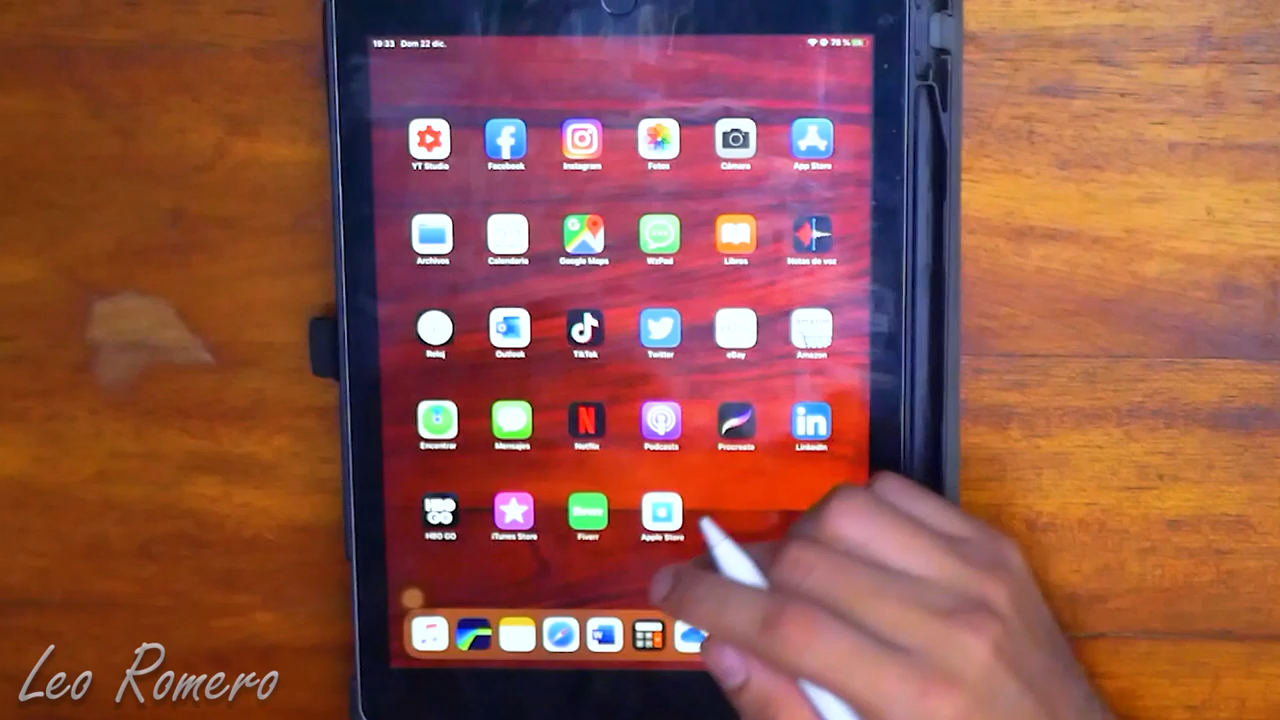 19:33 Dom 22 dic. 78 %
YT Studio Facebook Instagram Fotos Cámara App Store
Archivos Calendario Google Maps WzPad Libros Notas de voz
Reloj Outlook TikTok Twitter eBay Amazon
Encontrar Mensajes Netflix Podcasts Procreate LinkedIn
HBO GO iTunes Store Fiverr Apple Store
Leo Romero